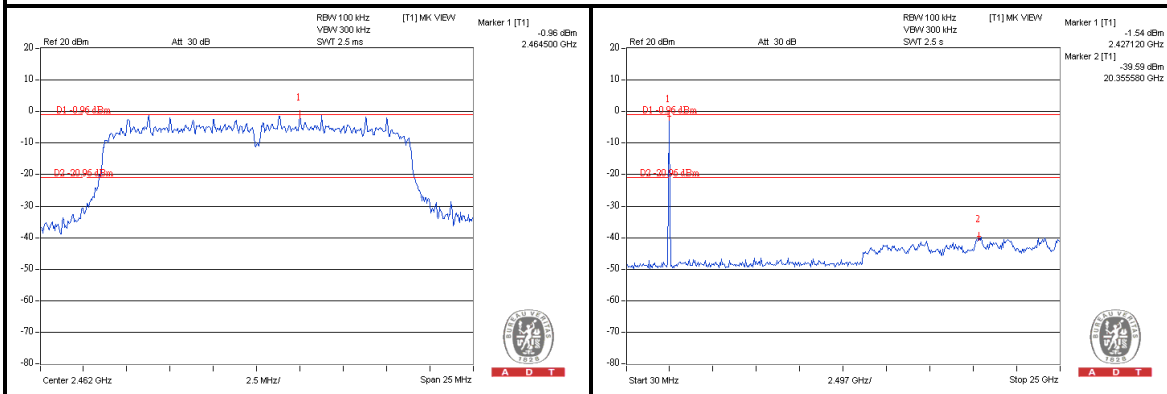 RBW 100 kHz [T1] MK VIEW
VBW 300 kHz
Ref 20 dBm Att 30 dB SWT 2.5 ms
Marker 1 [T1]
-0.96 dBm
2.464500 GHz
20
10
0
-10
-20
-30
-40
-50
-60
-70
-80
1
D1 -0.96 dBm
D2 -20.96 dBm
Center 2.462 GHz 2.5 MHz/ Span 25 MHz
BUREAU VERITAS
1828
A D T
RBW 100 kHz [T1] MK VIEW
VBW 300 kHz
Ref 20 dBm Att 30 dB SWT 2.5 s
Marker 1 [T1]
-1.54 dBm
2.427120 GHz
Marker 2 [T1]
-39.59 dBm
20.355580 GHz
20
10
0
-10
-20
-30
-40
-50
-60
-70
-80
1
D1 -0.96 dBm
D2 -20.96 dBm
2
Start 30 MHz 2.497 GHz/ Stop 25 GHz
BUREAU VERITAS
1828
A D T